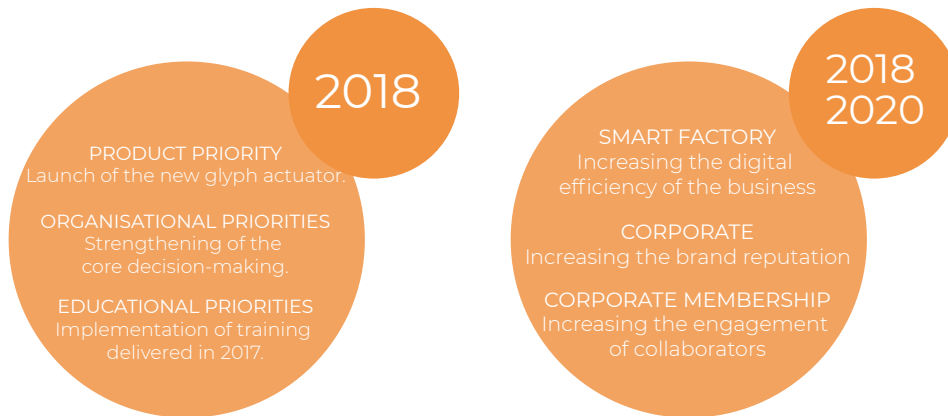 2018
PRODUCT PRIORITY
Launch of the new glyph actuator.
ORGANISATIONAL PRIORITIES
Strengthening of the
core decision-making.
EDUCATIONAL PRIORITIES
Implementation of training
delivered in 2017.
2018
2020
SMART FACTORY
Increasing the digital
efficiency of the business
CORPORATE
Increasing the brand reputation
CORPORATE MEMBERSHIP
Increasing the engagement
of collaborators